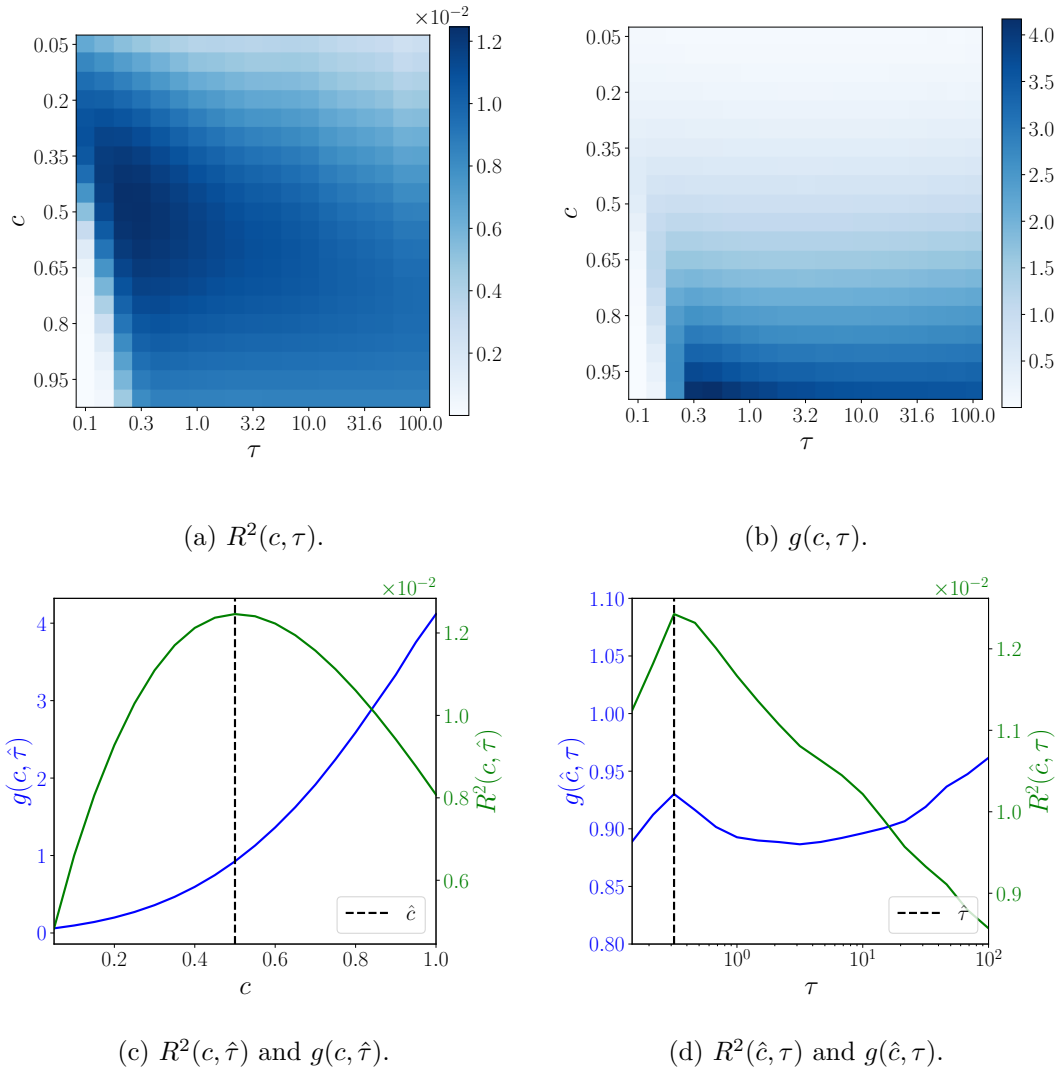 ×10⁻²
0.05
0.2
0.35
0.5
0.65
0.8
0.95
c
0.1 0.3 1.0 3.2 10.0 31.6 100.0
τ
1.2
1.0
0.8
0.6
0.4
0.2
0.05
0.2
0.35
0.5
0.65
0.8
0.95
c
0.1 0.3 1.0 3.2 10.0 31.6 100.0
τ
4.0
3.5
3.0
2.5
2.0
1.5
1.0
0.5
(a) R²(c, τ).
(b) g(c, τ).
×10⁻²
4
3
2
1
0
g(c, τ̂)
0.2 0.4 0.6 0.8 1.0
c
1.2
1.0
0.8
0.6
R²(c, τ̂)
ĉ
×10⁻²
1.10
1.05
1.00
0.95
0.90
0.85
0.80
g(ĉ, τ)
10⁰ 10¹ 10²
τ
1.2
1.1
1.0
0.9
R²(ĉ, τ)
τ̂
(c) R²(c, τ̂) and g(c, τ̂).
(d) R²(ĉ, τ) and g(ĉ, τ).